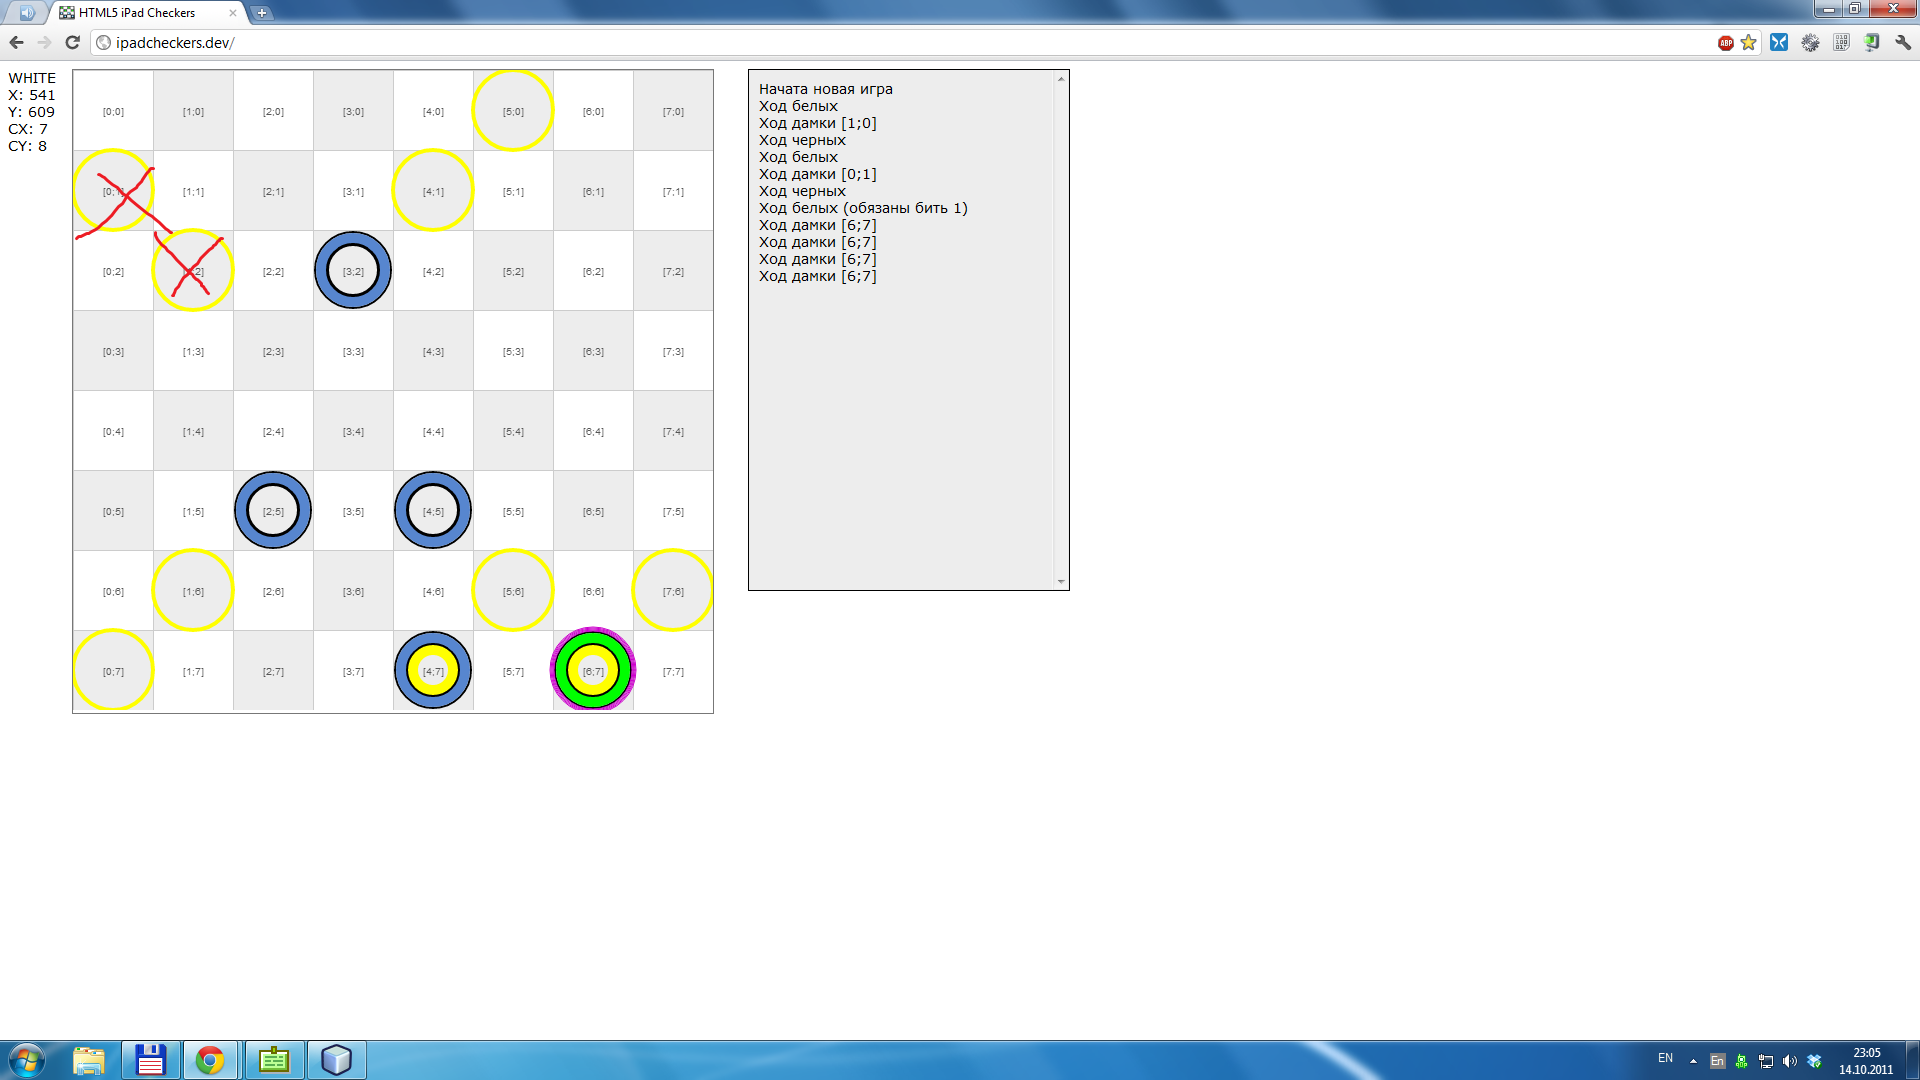 HTML5 iPad Checkers
ipadcheckers.dev/
ABP
WHITE
X: 541
Y: 609
CX: 7
CY: 8
[0;0] [1;0] [2;0] [3;0] [4;0] [5;0] [6;0] [7;0]
[0;1] [1;1] [2;1] [3;1] [4;1] [5;1] [6;1] [7;1]
[0;2] [2;2] [3;2] [4;2] [5;2] [6;2] [7;2]
[0;3] [1;3] [2;3] [3;3] [4;3] [5;3] [6;3] [7;3]
[0;4] [1;4] [2;4] [3;4] [4;4] [5;4] [6;4] [7;4]
[0;5] [1;5] [2;5] [3;5] [4;5] [5;5] [6;5] [7;5]
[0;6] [1;6] [2;6] [3;6] [4;6] [5;6] [6;6] [7;6]
[0;7] [1;7] [2;7] [3;7] [4;7] [5;7] [6;7] [7;7]
Начата новая игра
Ход белых
Ход дамки [1;0]
Ход черных
Ход белых
Ход дамки [0;1]
Ход черных
Ход белых (обязаны бить 1)
Ход дамки [6;7]
Ход дамки [6;7]
Ход дамки [6;7]
Ход дамки [6;7]
EN
En
23:05
14.10.2011